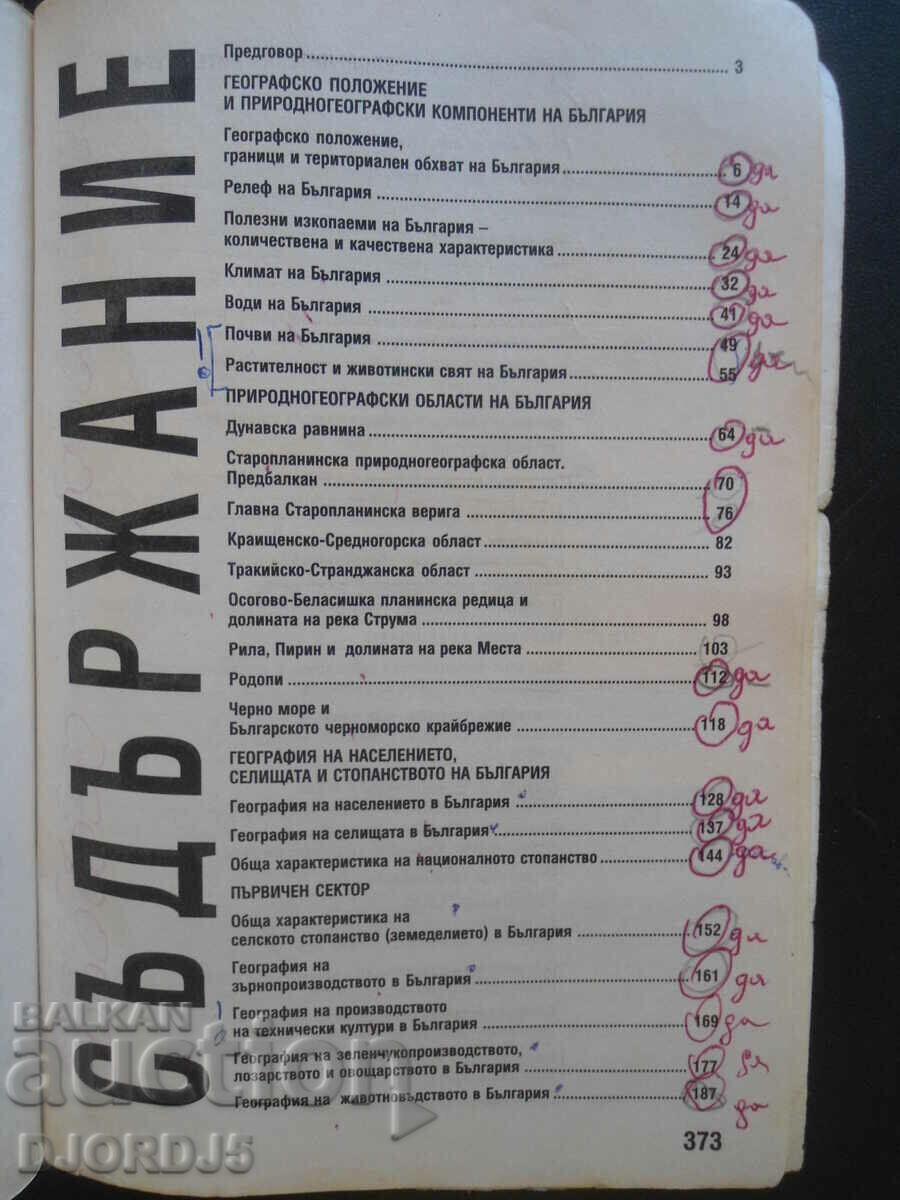 СЪДЪРЖАНИЕ
Предговор 3
ГЕОГРАФСКО ПОЛОЖЕНИЕ
И ПРИРОДНОГЕОГРАФСКИ КОМПОНЕНТИ НА БЪЛГАРИЯ
Географско положение,
граници и териториален обхват на България 6 да
Релеф на България 14 да
Полезни изкопаеми на България –
количествена и качествена характеристика 24 да
Климат на България 32 да
Води на България 41 да
Почви на България 49
Растителност и животински свят на България 55 да
ПРИРОДНОГЕОГРАФСКИ ОБЛАСТИ НА БЪЛГАРИЯ
Дунавска равнина 64 да
Старопланинска природногеографска област.
Предбалкан 70
Главна Старопланинска верига 76
Краищенско-Средногорска област 82
Тракийско-Странджанска област 93
Осогово-Беласишка планинска редица и
долината на река Струма 98
Рила, Пирин и долината на река Места 103
Родопи 112 да
Черно море и
Българското черноморско крайбрежие 118 да
ГЕОГРАФИЯ НА НАСЕЛЕНИЕТО,
СЕЛИЩАТА И СТОПАНСТВОТО НА БЪЛГАРИЯ
География на населението в България 128 да
География на селищата в България 137 да
Обща характеристика на националното стопанство 144 да
ПЪРВИЧЕН СЕКТОР
Обща характеристика на
селското стопанство (земеделието) в България 152 да
География на
зърнопроизводството в България 161 да
География на производството
на технически култури в България 169 да
География на зеленчукопроизводството,
лозарството и овощарството в България 177 да
География на животновъдството в България 187 да
373
BALKAN
auction
DJORDJ5